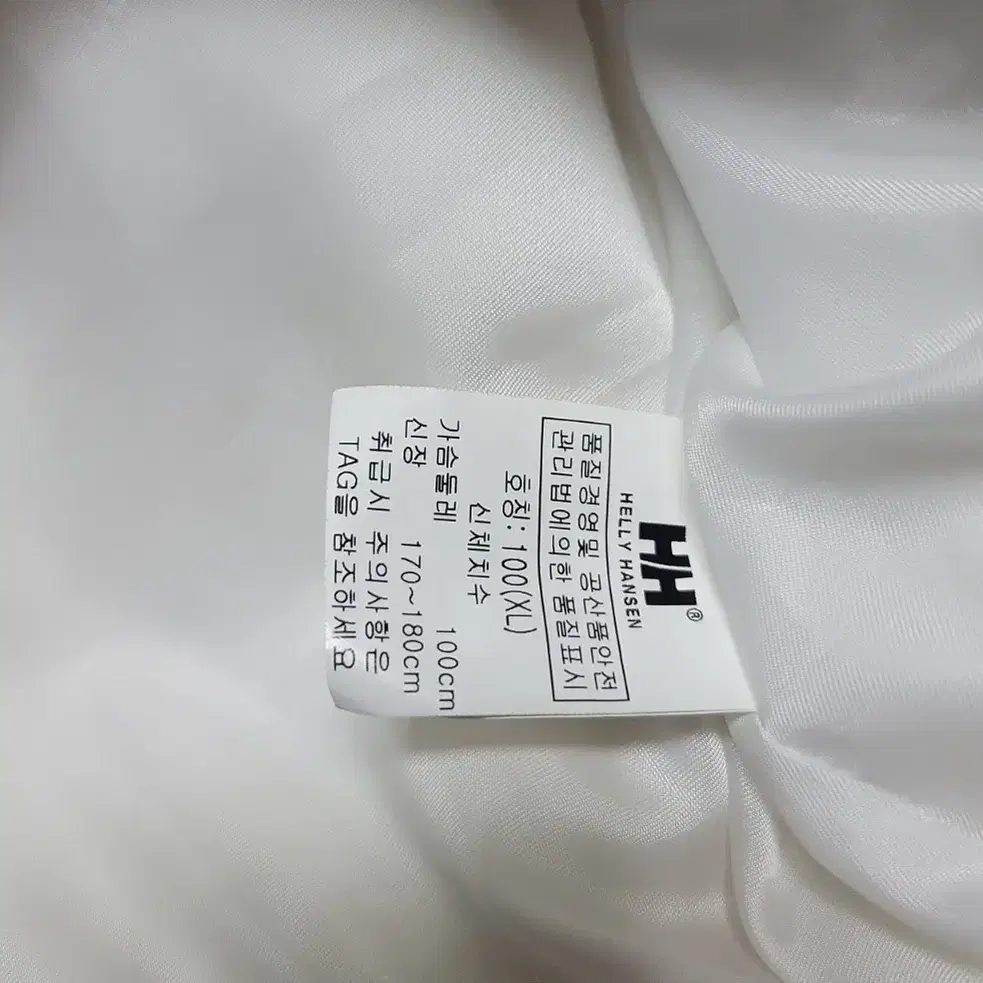 HH®
HELLY HANSEN
품질경영및 공산품안전
관리법에의한 품질표시
호칭: 100(XL)
신체치수
가슴둘레 100cm
신장 170~180cm
취급시 주의사항은
TAG을 참조하세요